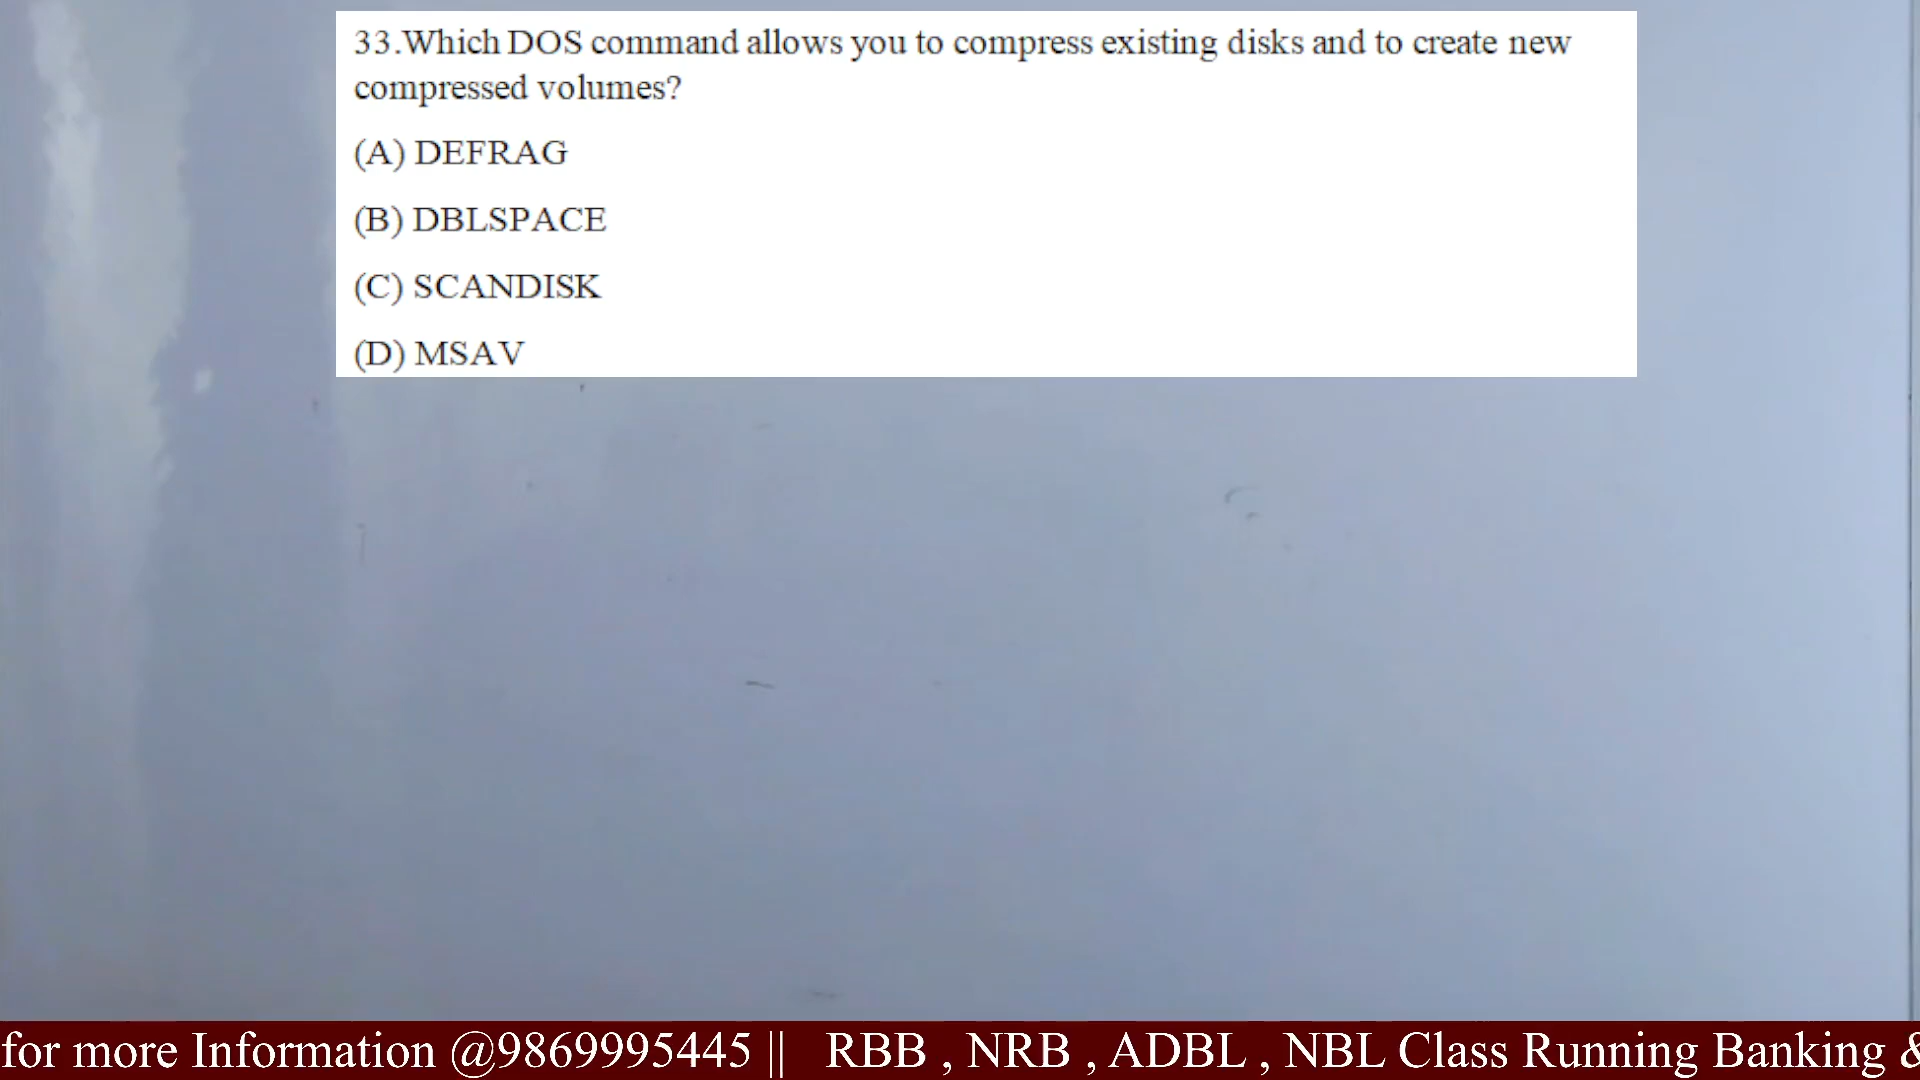 33.Which DOS command allows you to compress existing disks and to create new
compressed volumes?
(A) DEFRAG
(B) DBLSPACE
(C) SCANDISK
(D) MSAV
for more Information @9869995445 || RBB , NRB , ADBL , NBL Class Running Banking &